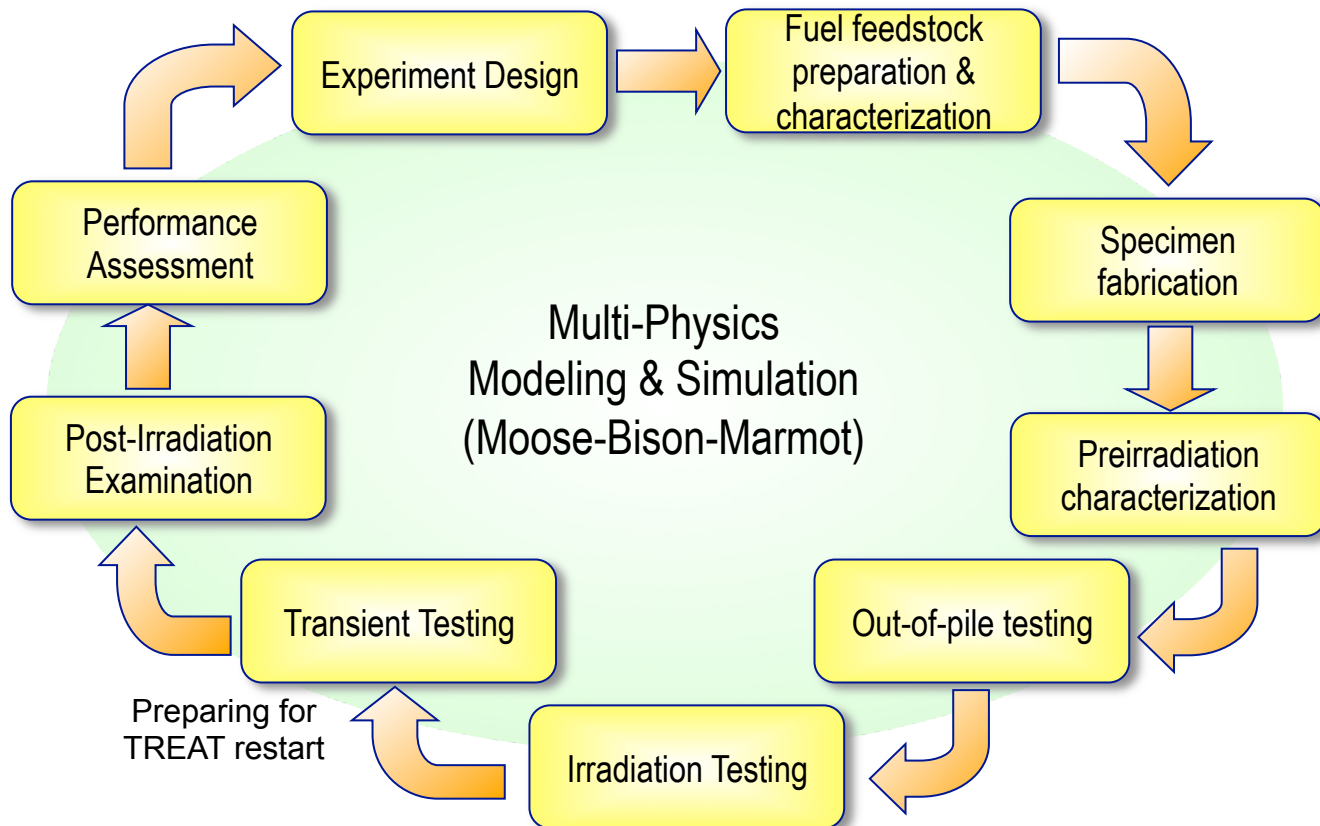 Experiment Design
Fuel feedstock
preparation &
characterization
Specimen
fabrication
Preirradiation
characterization
Out-of-pile testing
Irradiation Testing
Transient Testing
Preparing for
TREAT restart
Post-Irradiation
Examination
Performance
Assessment
Multi-Physics
Modeling & Simulation
(Moose-Bison-Marmot)